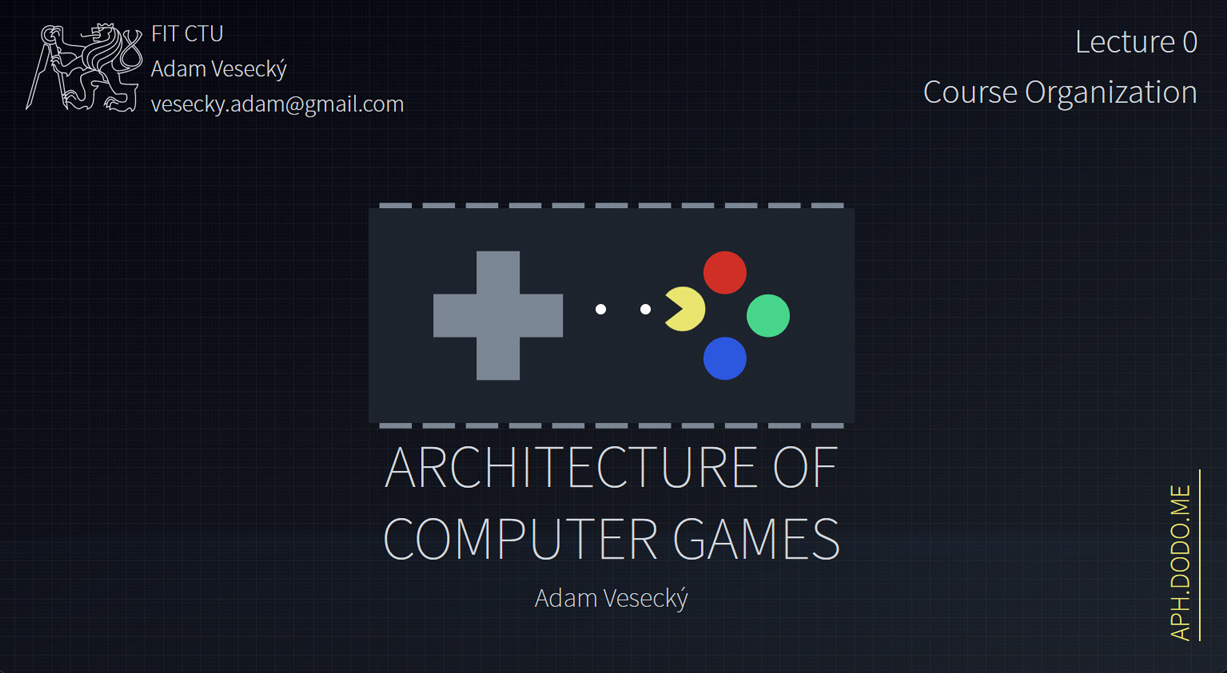 FIT CTU
Adam Vesecký
vesecky.adam@gmail.com
Lecture 0
Course Organization
ARCHITECTURE OF
COMPUTER GAMES
Adam Vesecký
APH.DODO.ME